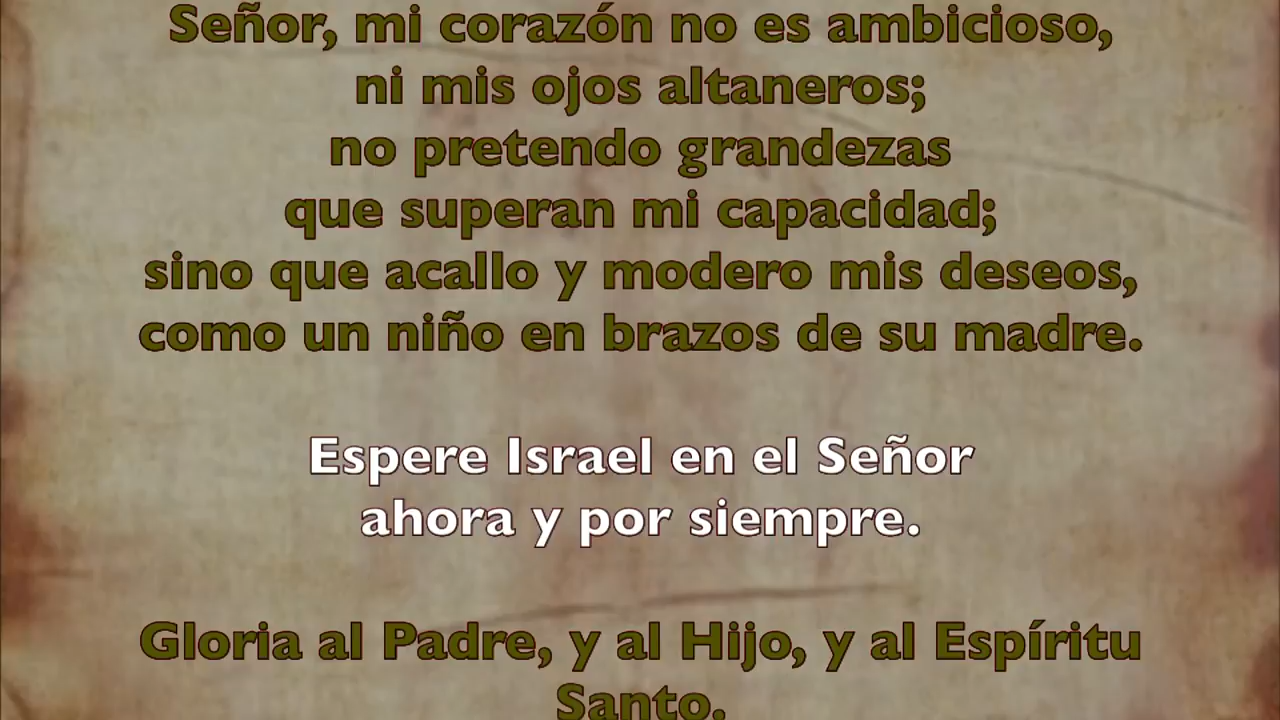 Señor, mi corazón no es ambicioso,
ni mis ojos altaneros;
no pretendo grandezas
que superan mi capacidad;
sino que acallo y modero mis deseos,
como un niño en brazos de su madre.
Espere Israel en el Señor
ahora y por siempre.
Gloria al Padre, y al Hijo, y al Espíritu
Santo.